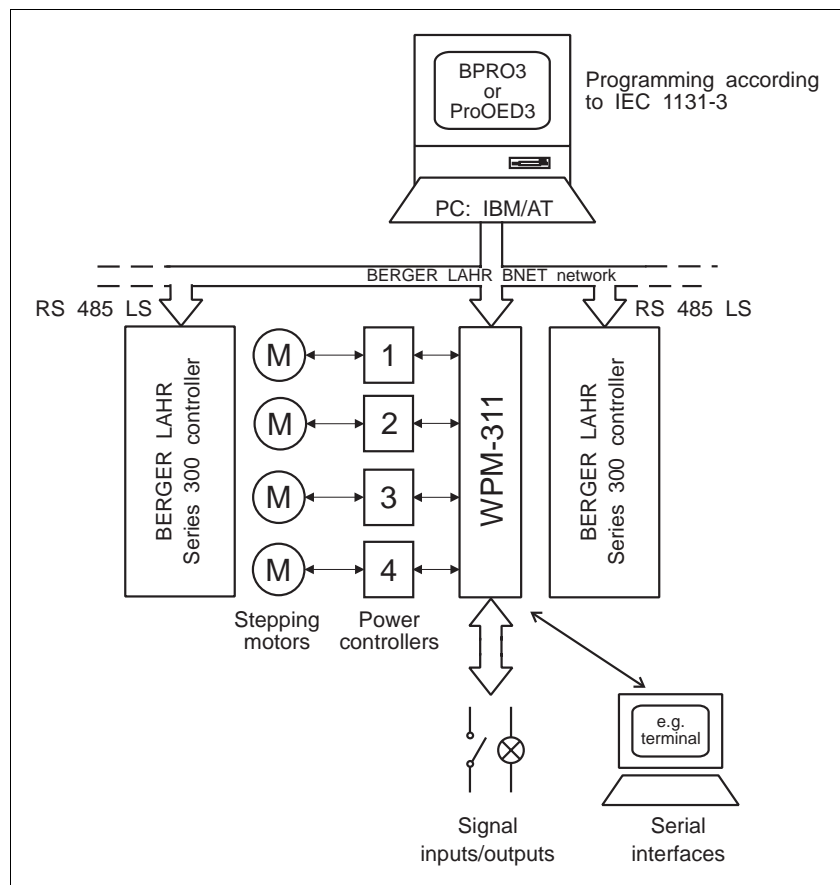 BPRO3
or
ProOED3
Programming according
to IEC 1131-3
PC: IBM/AT
BERGER LAHR BNET network
RS 485 LS
RS 485 LS
BERGER LAHR
Series 300 controller
M
1
M
2
M
3
M
4
WPM-311
BERGER LAHR
Series 300 controller
Stepping
motors
Power
controllers
e.g.
terminal
Signal
inputs/outputs
Serial
interfaces